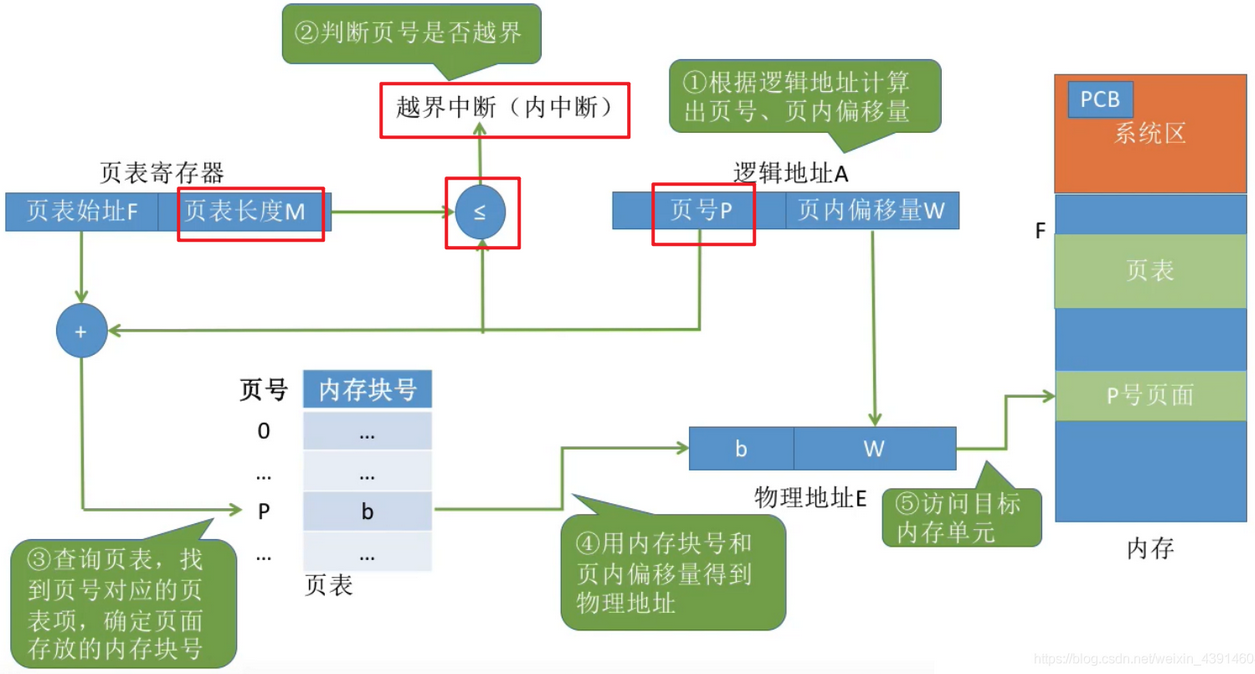 ②判断页号是否越界
越界中断（内中断）
①根据逻辑地址计算
出页号、页内偏移量
PCB
系统区
页表寄存器
逻辑地址A
页表始址F
页表长度M
≤
页号P
页内偏移量W
F
页表
+
页号
内存块号
0
...
...
...
P
b
...
...
页表
b
W
物理地址E
P号页面
③查询页表，找
到页号对应的页
表项，确定页面
存放的内存块号
④用内存块号和
页内偏移量得到
物理地址
⑤访问目标
内存单元
内存
https://blog.csdn.net/weixin_4391460